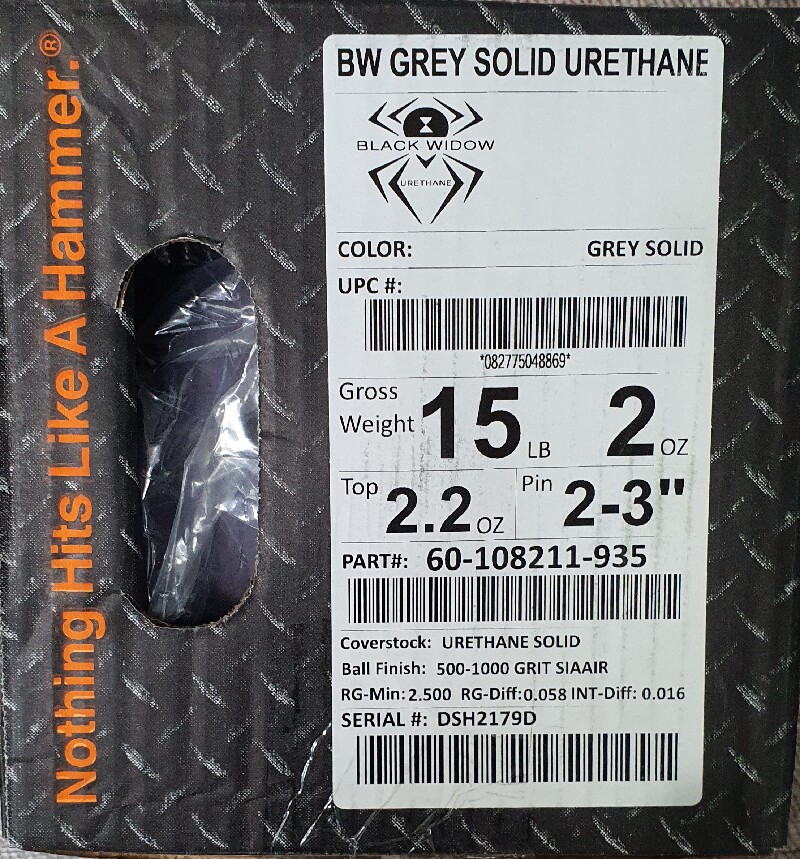 Nothing Hits Like A Hammer.®
BW GREY SOLID URETHANE
BLACK WIDOW
URETHANE
COLOR: GREY SOLID
UPC #:
*082775048869*
Gross Weight 15 LB 2 OZ
Top 2.2 OZ Pin 2-3"
PART#: 60-108211-935
Coverstock: URETHANE SOLID
Ball Finish: 500-1000 GRIT SIAAIR
RG-Min: 2.500 RG-Diff: 0.058 INT-Diff: 0.016
SERIAL #: DSH2179D